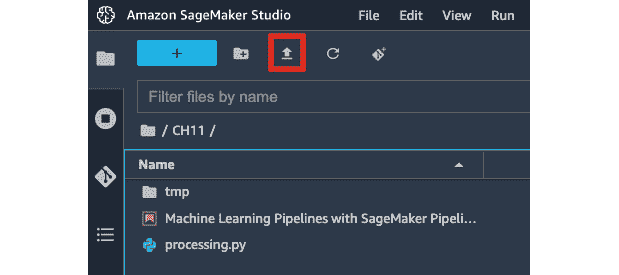 Amazon SageMaker Studio File Edit View Run
+
Filter files by name
/ CH11 /
Name
tmp
Machine Learning Pipelines with SageMaker Pipeli...
processing.py